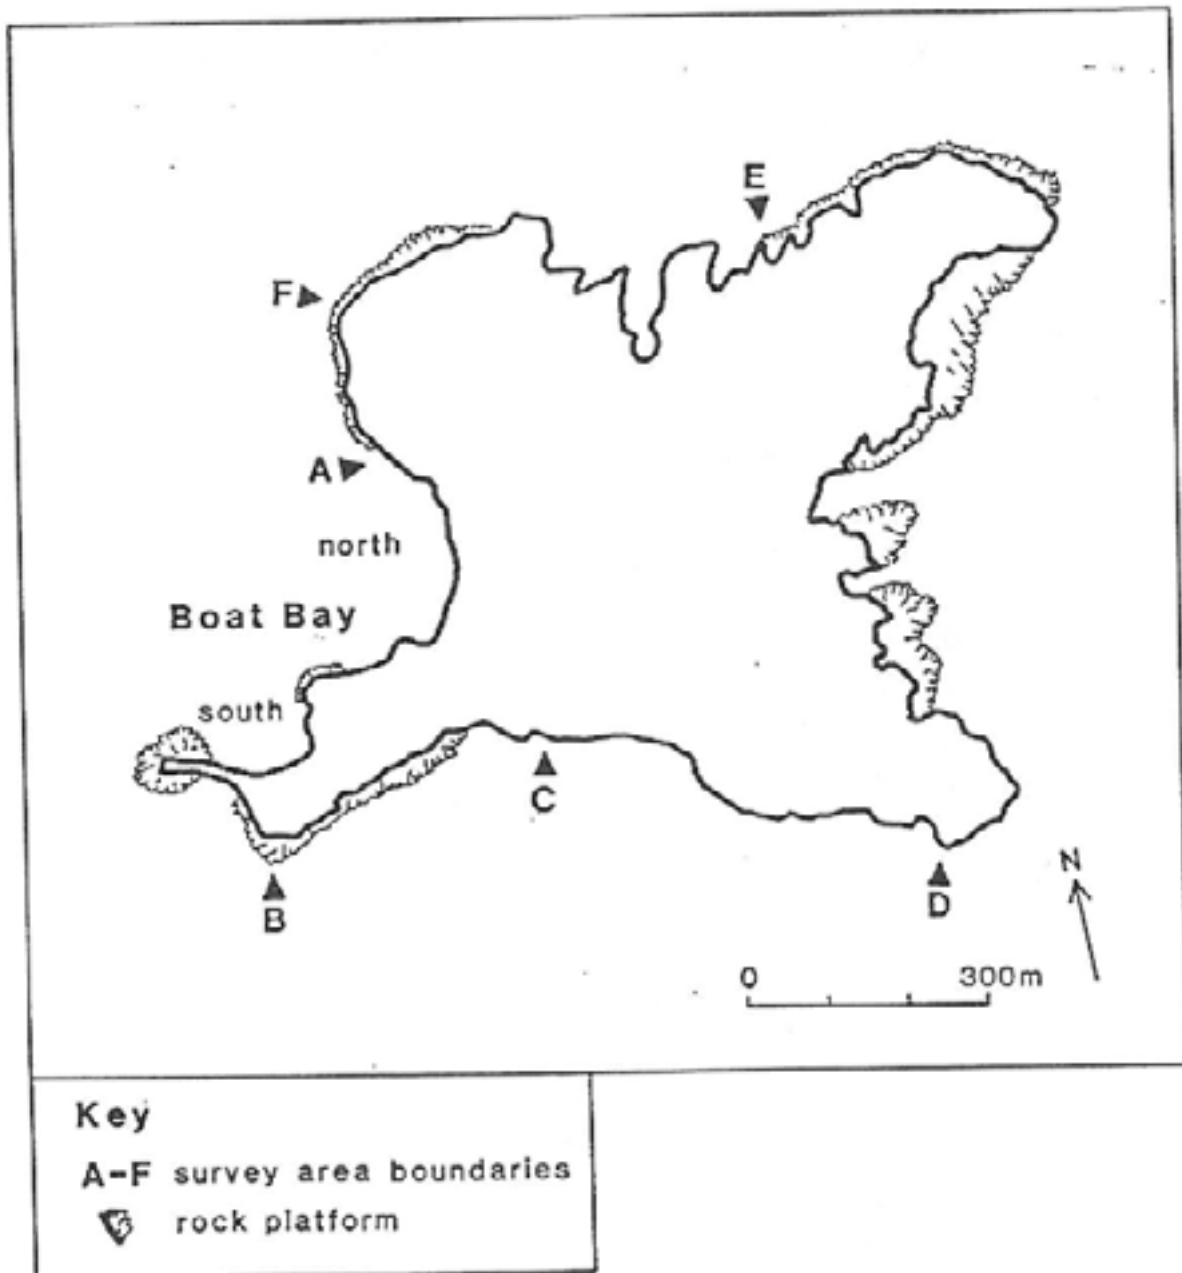 E
F
A
north
Boat Bay
south
C
B
D
N
0 300m
Key
A-F survey area boundaries
rock platform